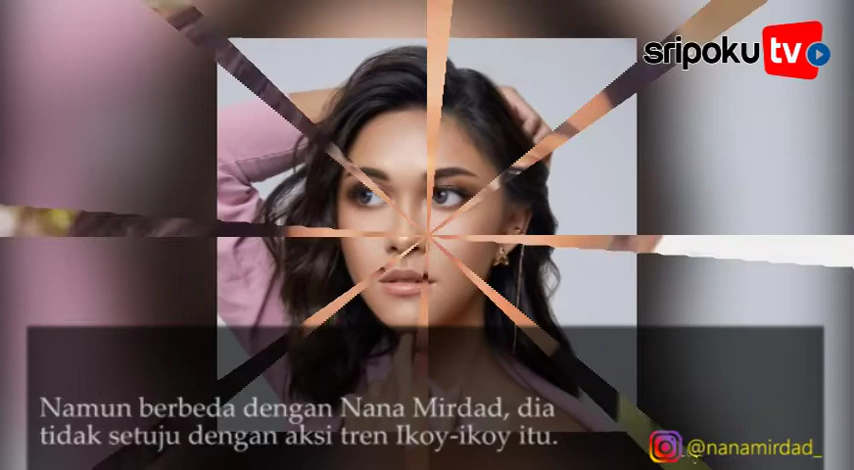 sripoku tv
Namun berbeda dengan Nana Mirdad, dia
tidak setuju dengan aksi tren Ikoy-ikoy itu.
@nanamirdad_